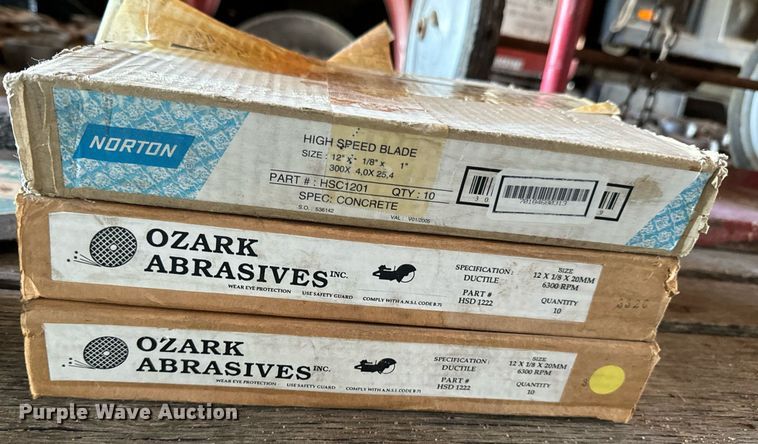 NORTON
HIGH SPEED BLADE
SIZE : 12" X 1/8" X 1"
300X 4,0X 25,4
PART # : HSC1201 QTY : 10
SPEC: CONCRETE
S.O. : 536142 VAL : V01/2005
OZARK
ABRASIVES INC.
WEAR EYE PROTECTION USE SAFETY GUARD COMPLY WITH A.N.S.I. CODE B 7.1
SPECIFICATION :
DUCTILE
PART #
HSD 1222
SIZE
12 X 1/8 X 20MM
6300 RPM
QUANTITY
10
OZARK
ABRASIVES INC.
WEAR EYE PROTECTION USE SAFETY GUARD COMPLY WITH A.N.S.I. CODE B 7.1
SPECIFICATION :
DUCTILE
PART #
HSD 1222
SIZE
12 X 1/8 X 20MM
6300 RPM
QUANTITY
10
Purple Wave Auction